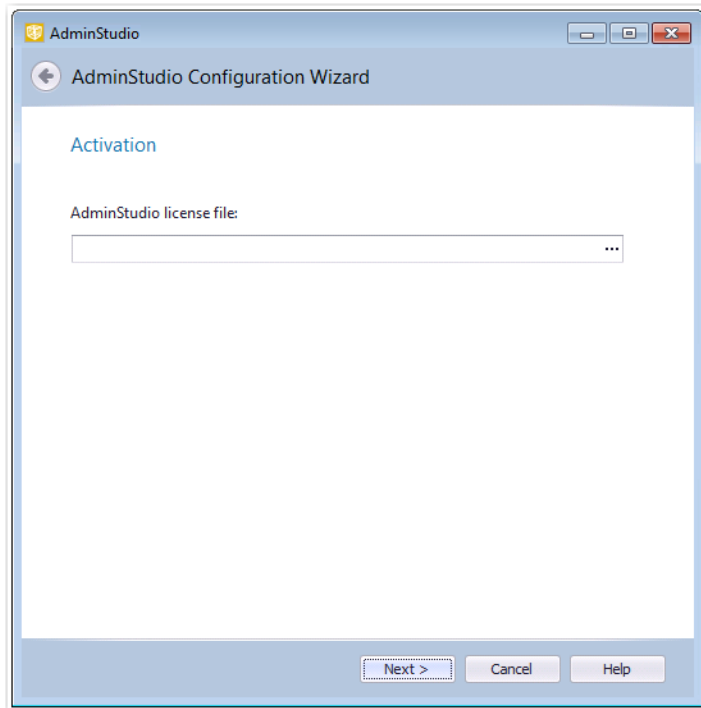 AdminStudio
AdminStudio Configuration Wizard
Activation
AdminStudio license file:
...
Next > Cancel Help